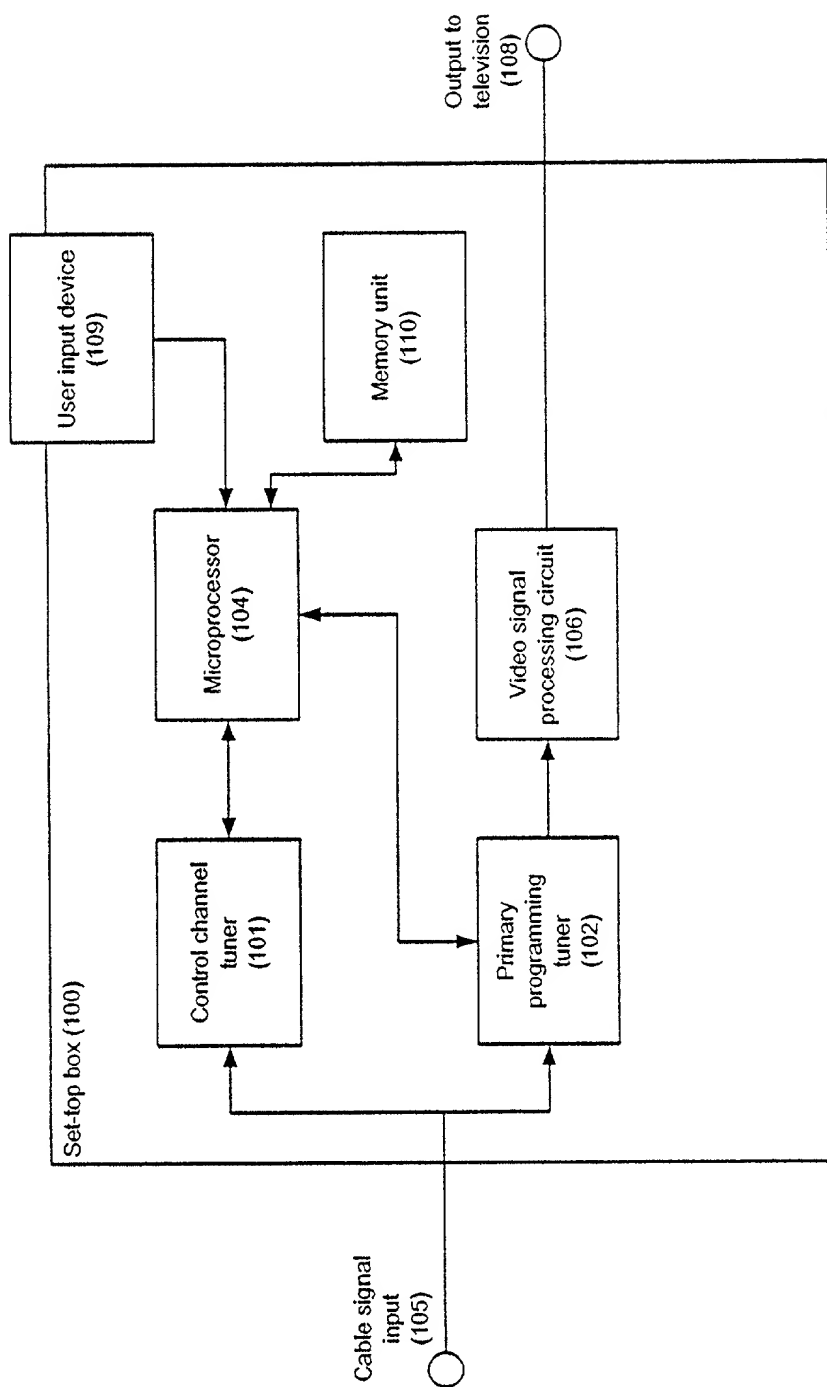 Set-top box (100)
User input device
(109)
Control channel
tuner
(101)
Microprocessor
(104)
Memory unit
(110)
Cable signal
input
(105)
Primary
programming
tuner
(102)
Video signal
processing circuit
(106)
Output to
television
(108)